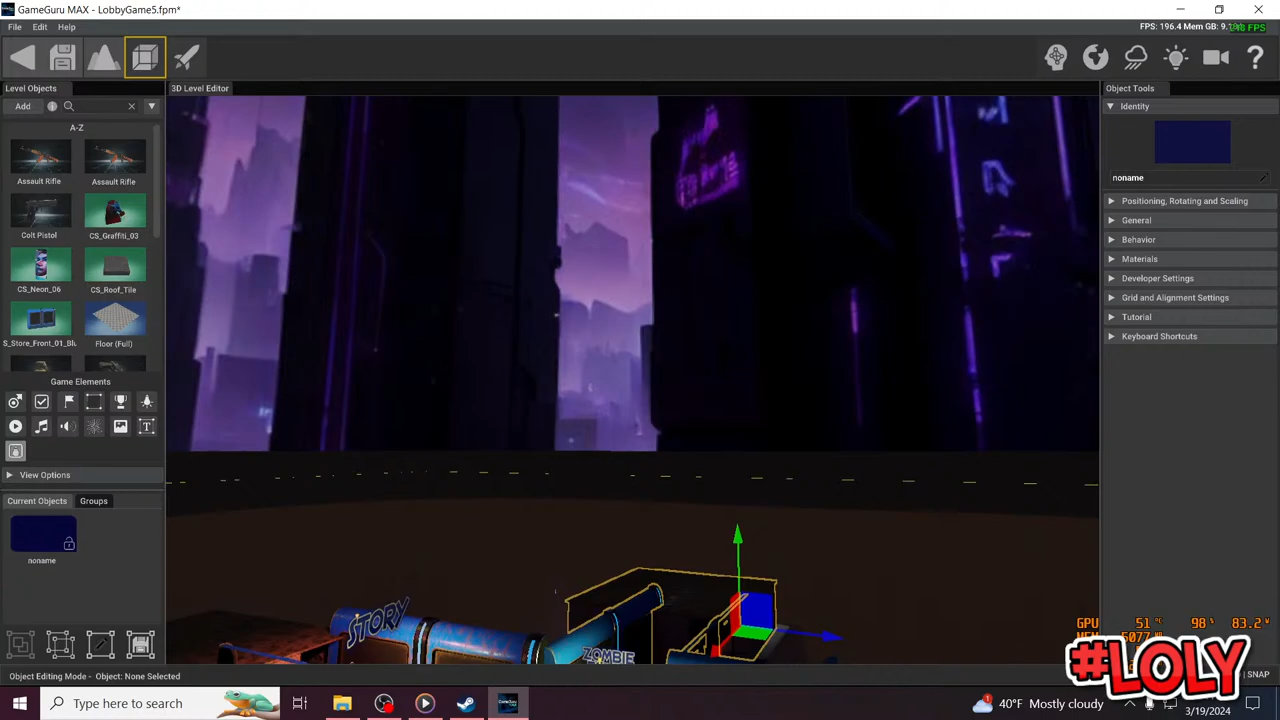 GameGuru MAX - LobbyGame5.fpm*
File Edit Help
FPS: 196.4 Mem GB: 9.
FPS
Level Objects
3D Level Editor
Object Tools
Add
Identity
A-Z
Assault Rifle
Assault Rifle
noname
Positioning, Rotating and Scaling
Colt Pistol
CS_Graffiti_03
General
Behavior
Materials
CS_Neon_06
CS_Roof_Tile
Developer Settings
Grid and Alignment Settings
Tutorial
S_Store_Front_01_Blu
Floor (Full)
Keyboard Shortcuts
Game Elements
View Options
Current Objects Groups
noname
STORY
ZOMBIE
GPU 51 °C 98 % 83.2 W
MEM 5077
#LOLY
Object Editing Mode - Object: None Selected
SNAP
Type here to search
40°F Mostly cloudy
3/19/2024